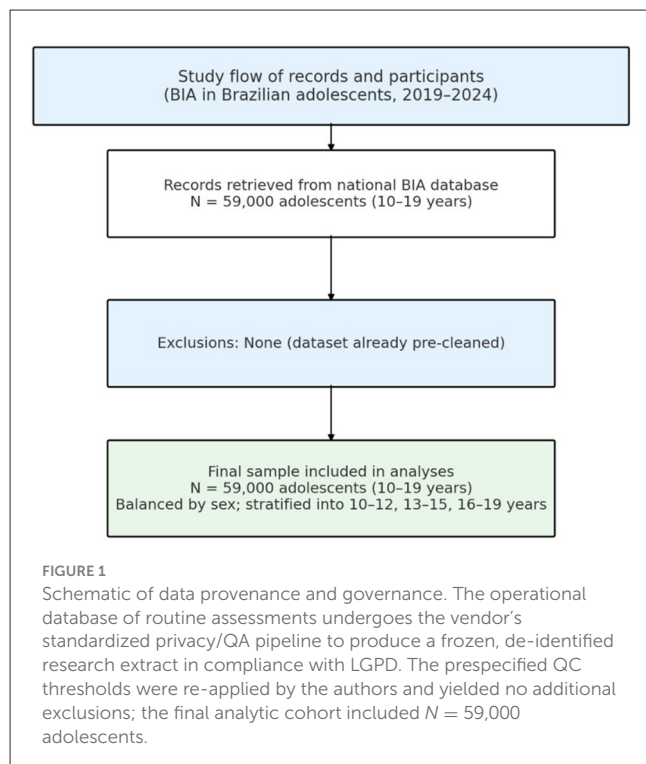 Study flow of records and participants
(BIA in Brazilian adolescents, 2019–2024)
Records retrieved from national BIA database
N = 59,000 adolescents (10–19 years)
Exclusions: None (dataset already pre-cleaned)
Final sample included in analyses
N = 59,000 adolescents (10–19 years)
Balanced by sex; stratified into 10–12, 13–15, 16–19 years
FIGURE 1
Schematic of data provenance and governance. The operational
database of routine assessments undergoes the vendor's
standardized privacy/QA pipeline to produce a frozen, de-identified
research extract in compliance with LGPD. The prespecified QC
thresholds were re-applied by the authors and yielded no additional
exclusions; the final analytic cohort included N = 59,000
adolescents.